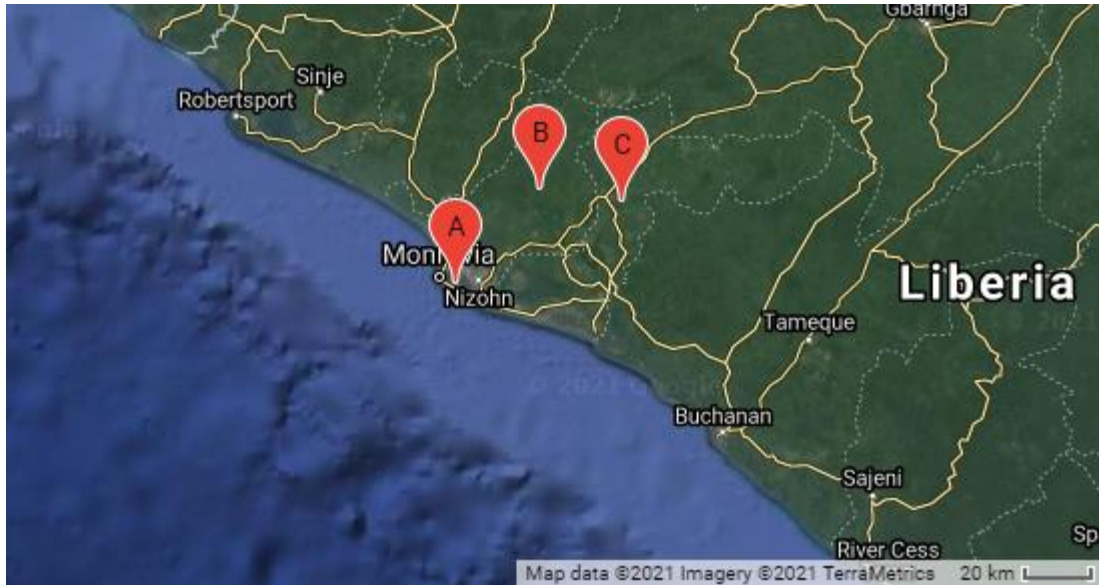 Gbarnga
Sinje
Robertsport
B
C
A
Monrovia
Nizohn
Liberia
Tameque
Buchanan
Sajeni
Sp
River Cess
Map data ©2021 Imagery ©2021 TerraMetrics 20 km